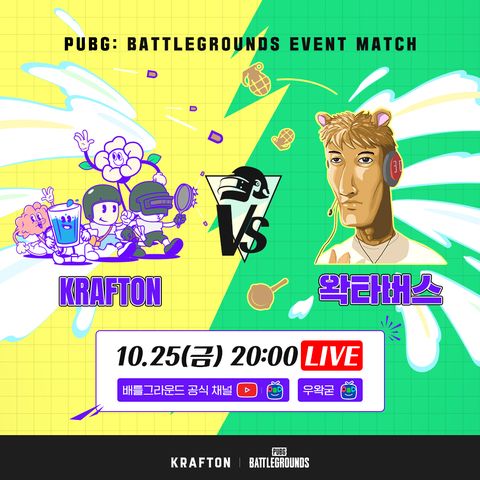 PUBG: BATTLEGROUNDS EVENT MATCH
VS
31
KRAFTON
왁타버스
10.25(금) 20:00 LIVE
배틀그라운드 공식 채널
우왁굳
KRAFTON | PUBG BATTLEGROUNDS